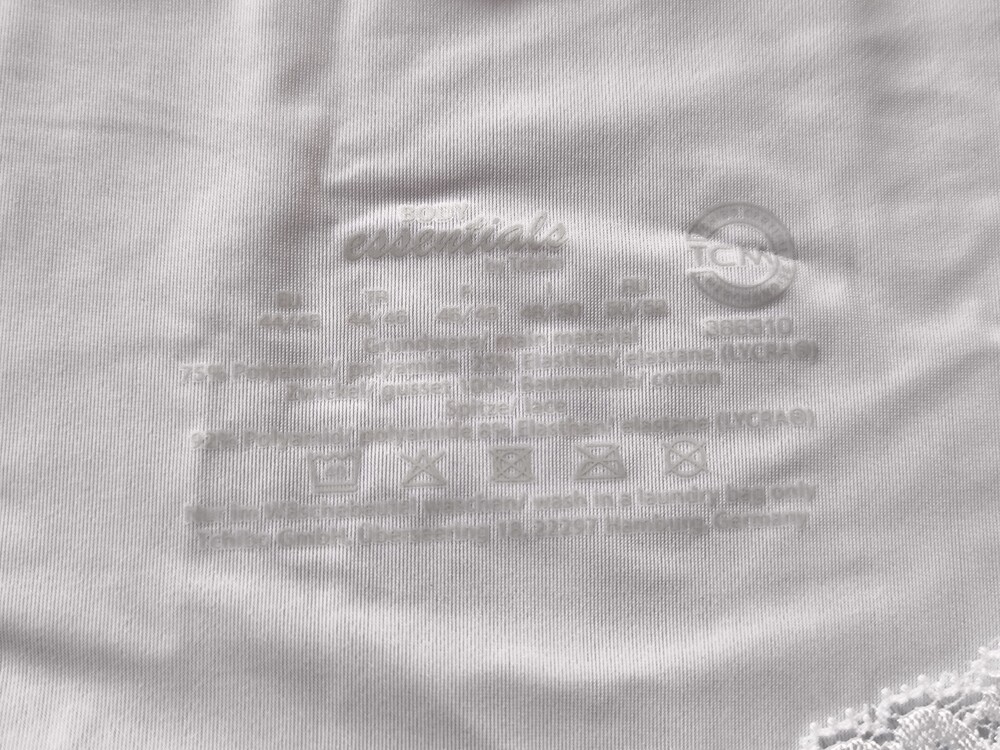 BODY
essentials
by Tchibo
TCM
EU TR F I RU
44/46 44/46 46/48 48/50 50/52
386310
Grundware/ main material
75% Polyamid/ polyamide 25% Elasthan/ elastane (LYCRA®)
Zwickel/ gusset 100% Baumwolle/ cotton
Spitze/ lace
92% Polyamid/ polyamide 8% Elasthan/ elastane (LYCRA®)
Nur im Wäschebeutel waschen/ wash in a laundry bag only
Tchibo GmbH, Überseering 18, 22297 Hamburg, Germany